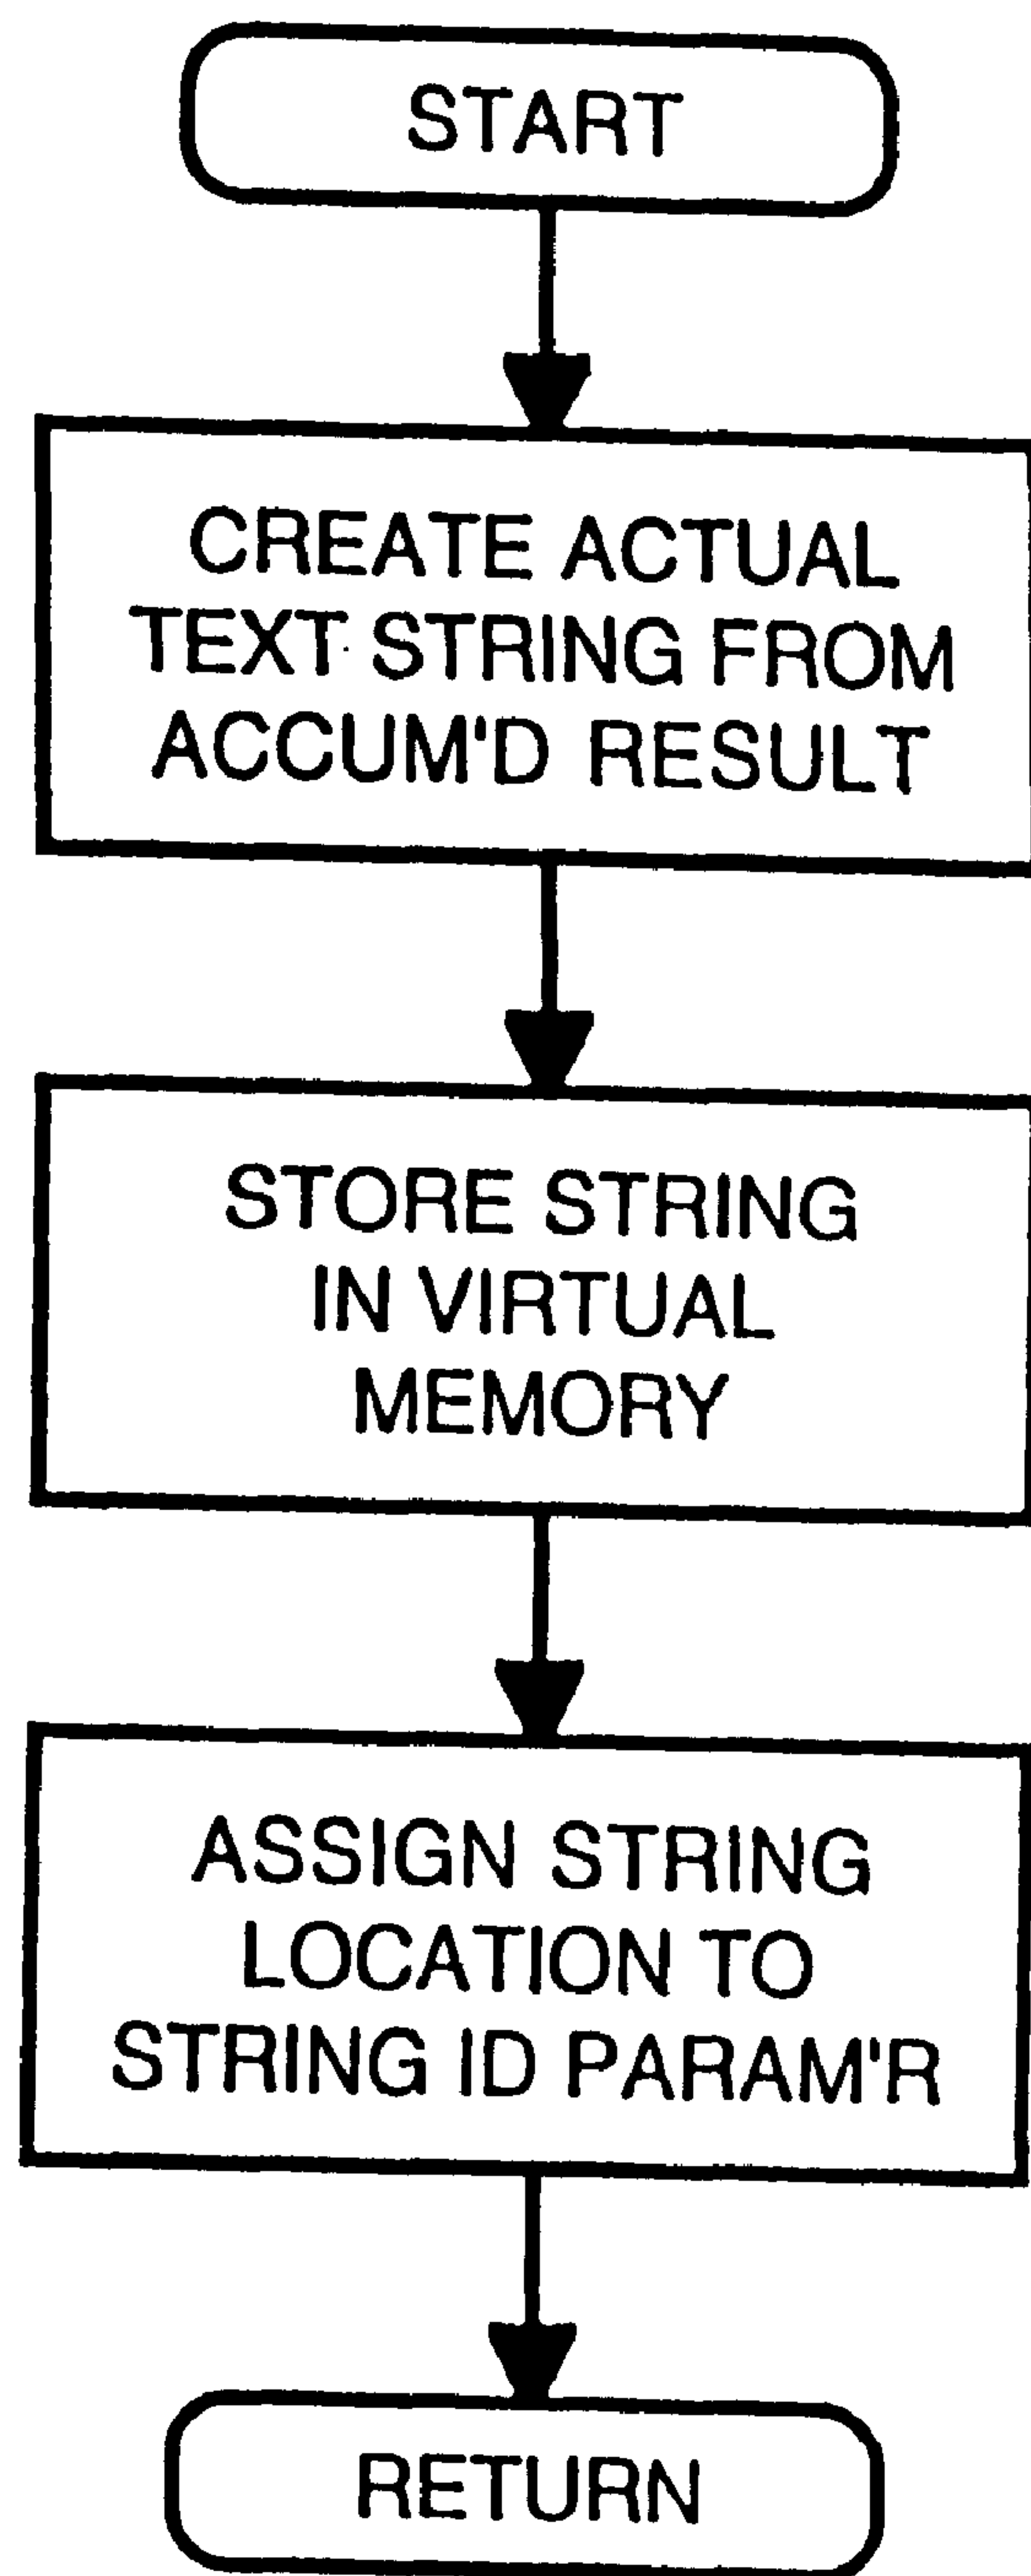 START
CREATE ACTUAL
TEXT STRING FROM
ACCUM'D RESULT
STORE STRING
IN VIRTUAL
MEMORY
ASSIGN STRING
LOCATION TO
STRING ID PARAM'R
RETURN